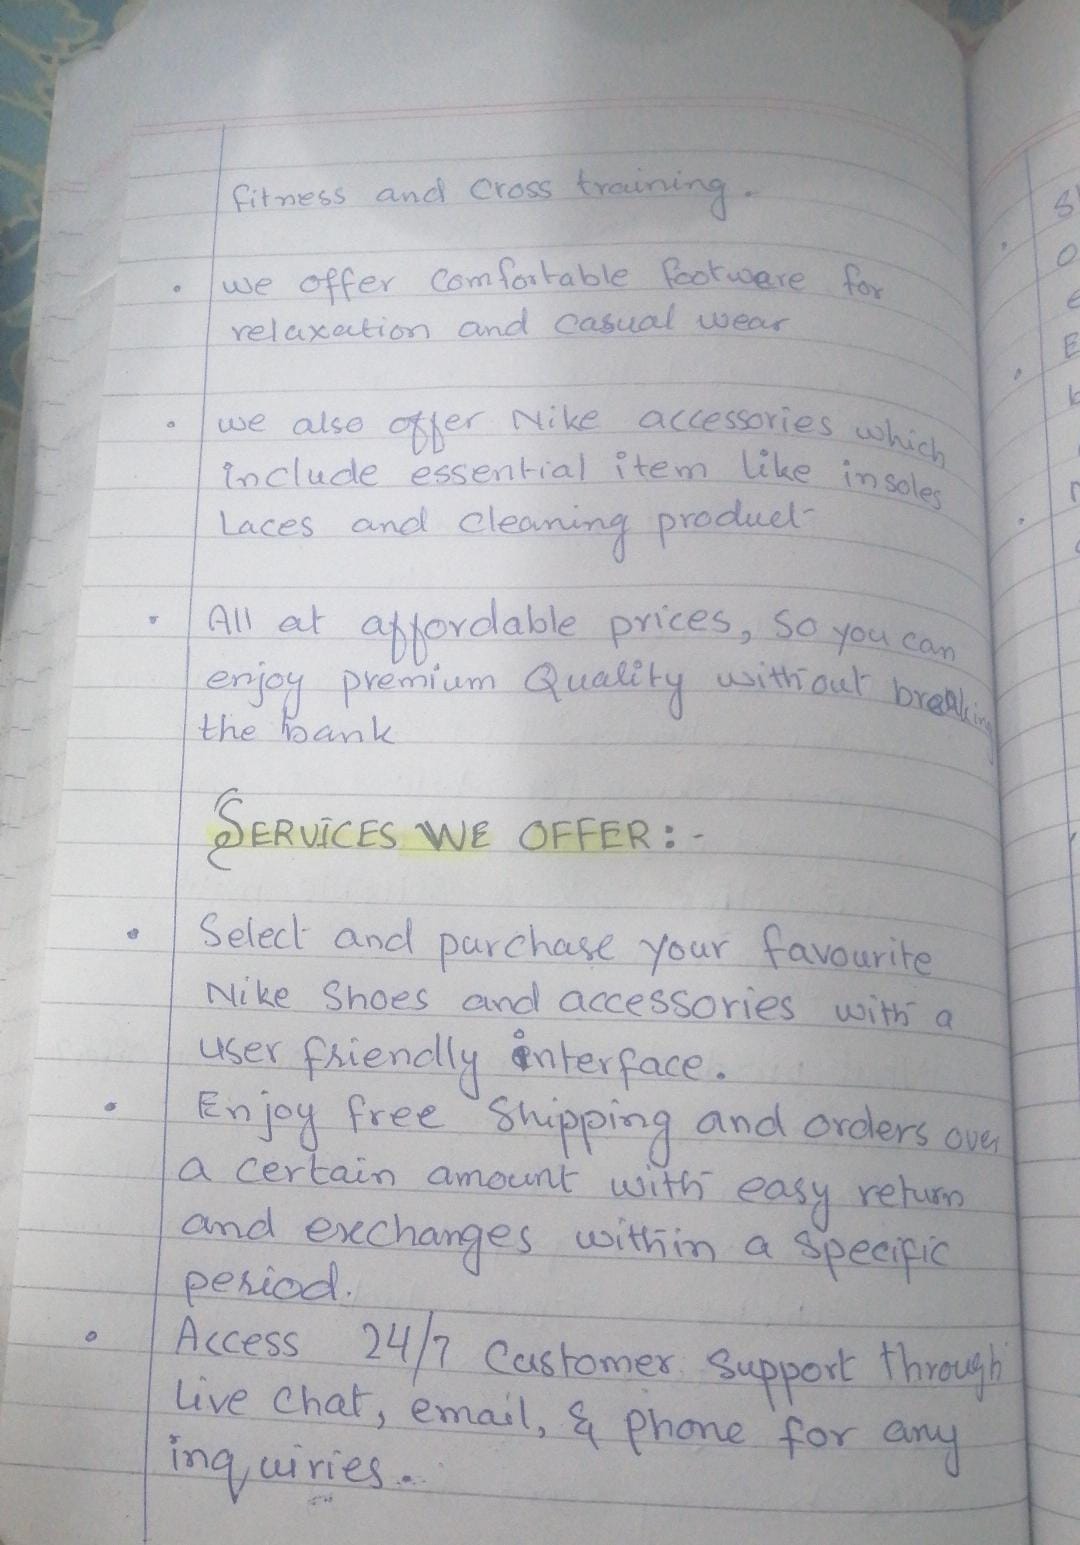 fitness and cross training.
• we offer comfortable footware for
relaxation and casual wear
• we also offer Nike accessories which
include essential item like insoles
Laces and cleaning product
• All at affordable prices, so you can
enjoy premium Quality without breaking
the bank
SERVICES WE OFFER:-
• Select and purchase your favourite
Nike Shoes and accessories with a
user friendly interface.
• Enjoy free Shipping and orders over
a certain amount with easy return
and exchanges within a specific
period.
• Access 24/7 Customer Support through
Live chat, email, & phone for any
inquiries.